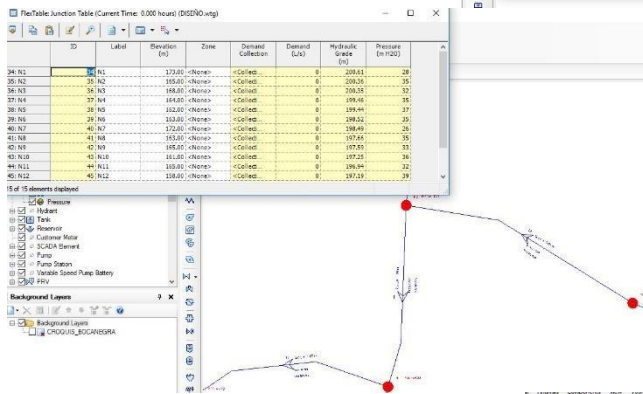 FlexTable: Junction Table (Current Time: 0.000 hours) (DISEÑO.wtg)
ID Label Elevation (m) Zone Demand Collection Demand (L/s) Hydraulic Grade (m) Pressure (m H2O)
34: N1 34 N1 173.00 <None> <Collect... 0 200.61 28
35: N2 35 N2 165.00 <None> <Collect... 0 200.36 35
36: N3 36 N3 168.00 <None> <Collect... 0 200.35 32
37: N4 37 N4 164.00 <None> <Collect... 0 199.46 35
38: N5 38 N5 162.00 <None> <Collect... 0 199.44 37
39: N6 39 N6 163.00 <None> <Collect... 0 198.52 35
40: N7 40 N7 172.00 <None> <Collect... 0 198.49 26
41: N8 41 N8 163.00 <None> <Collect... 0 197.66 35
42: N9 42 N9 165.00 <None> <Collect... 0 197.59 33
43: N10 43 N10 161.00 <None> <Collect... 0 197.25 36
44: N11 44 N11 165.00 <None> <Collect... 0 196.94 32
45: N12 45 N12 158.00 <None> <Collect... 0 197.19 39
15 of 15 elements displayed
Pressure
Hydrant
Tank
Reservoir
Customer Meter
SCADA Element
Pump
Pump Station
Variable Speed Pump Battery
PRV
Background Layers
Background Layers
CROQUIS_BOCANEGRA